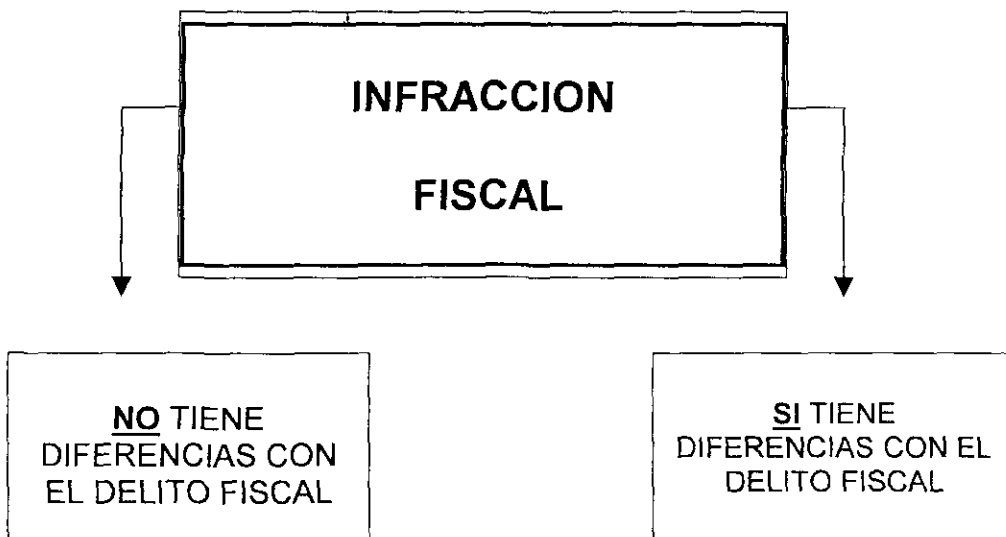 INFRACCION
FISCAL
NO TIENE
DIFERENCIAS CON
EL DELITO FISCAL
SI TIENE
DIFERENCIAS CON EL
DELITO FISCAL